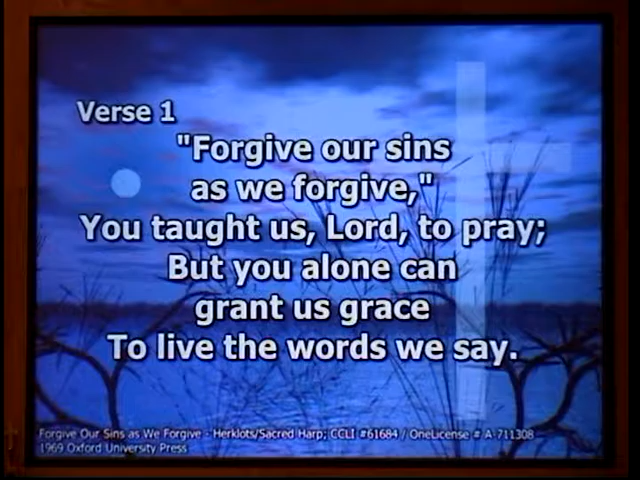 Verse 1
"Forgive our sins
as we forgive,"
You taught us, Lord, to pray;
But you alone can
grant us grace
To live the words we say.
Forgive Our Sins as We Forgive - Herklots/Sacred Harp; CCLI #61684 / OneLicense # A-711308
1969 Oxford University Press